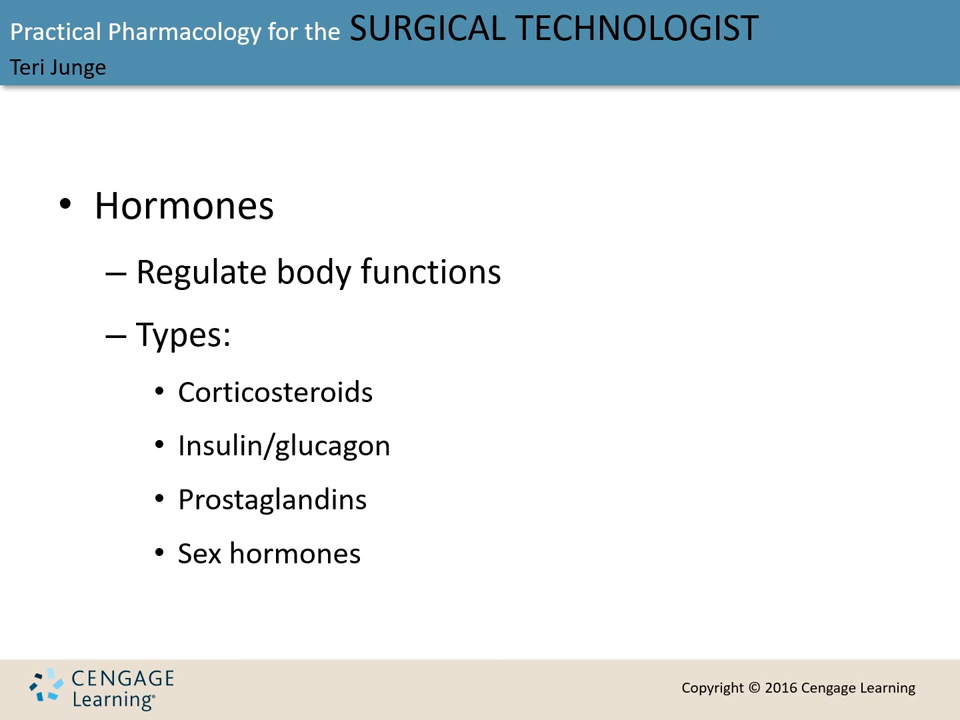 Practical Pharmacology for the SURGICAL TECHNOLOGIST
Teri Junge
• Hormones
– Regulate body functions
– Types:
• Corticosteroids
• Insulin/glucagon
• Prostaglandins
• Sex hormones
CENGAGE
Learning®
Copyright © 2016 Cengage Learning